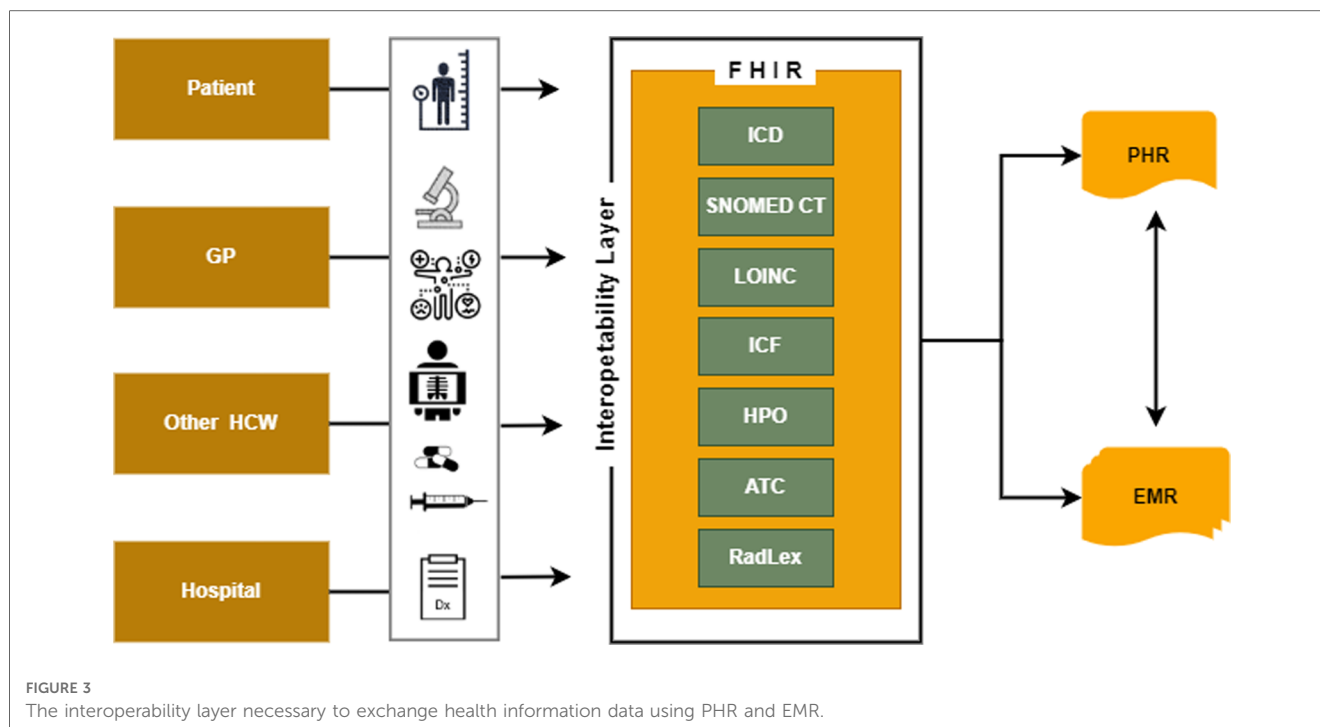 Patient
GP
Other HCW
Hospital
Dx
Interopetability Layer
FHIR
ICD
SNOMED CT
LOINC
ICF
HPO
ATC
RadLex
PHR
EMR
FIGURE 3
The interoperability layer necessary to exchange health information data using PHR and EMR.